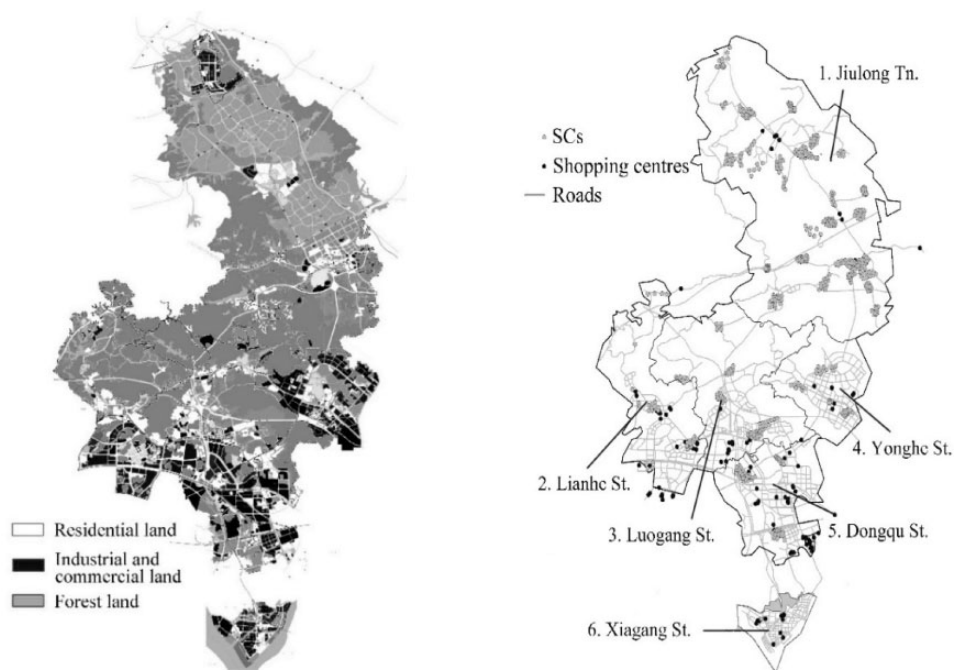 Residential land
Industrial and
commercial land
Forest land
SCs
Shopping centres
Roads
1. Jiulong Tn.
2. Lianhe St.
3. Luogang St.
4. Yonghe St.
5. Dongqu St.
6. Xiagang St.